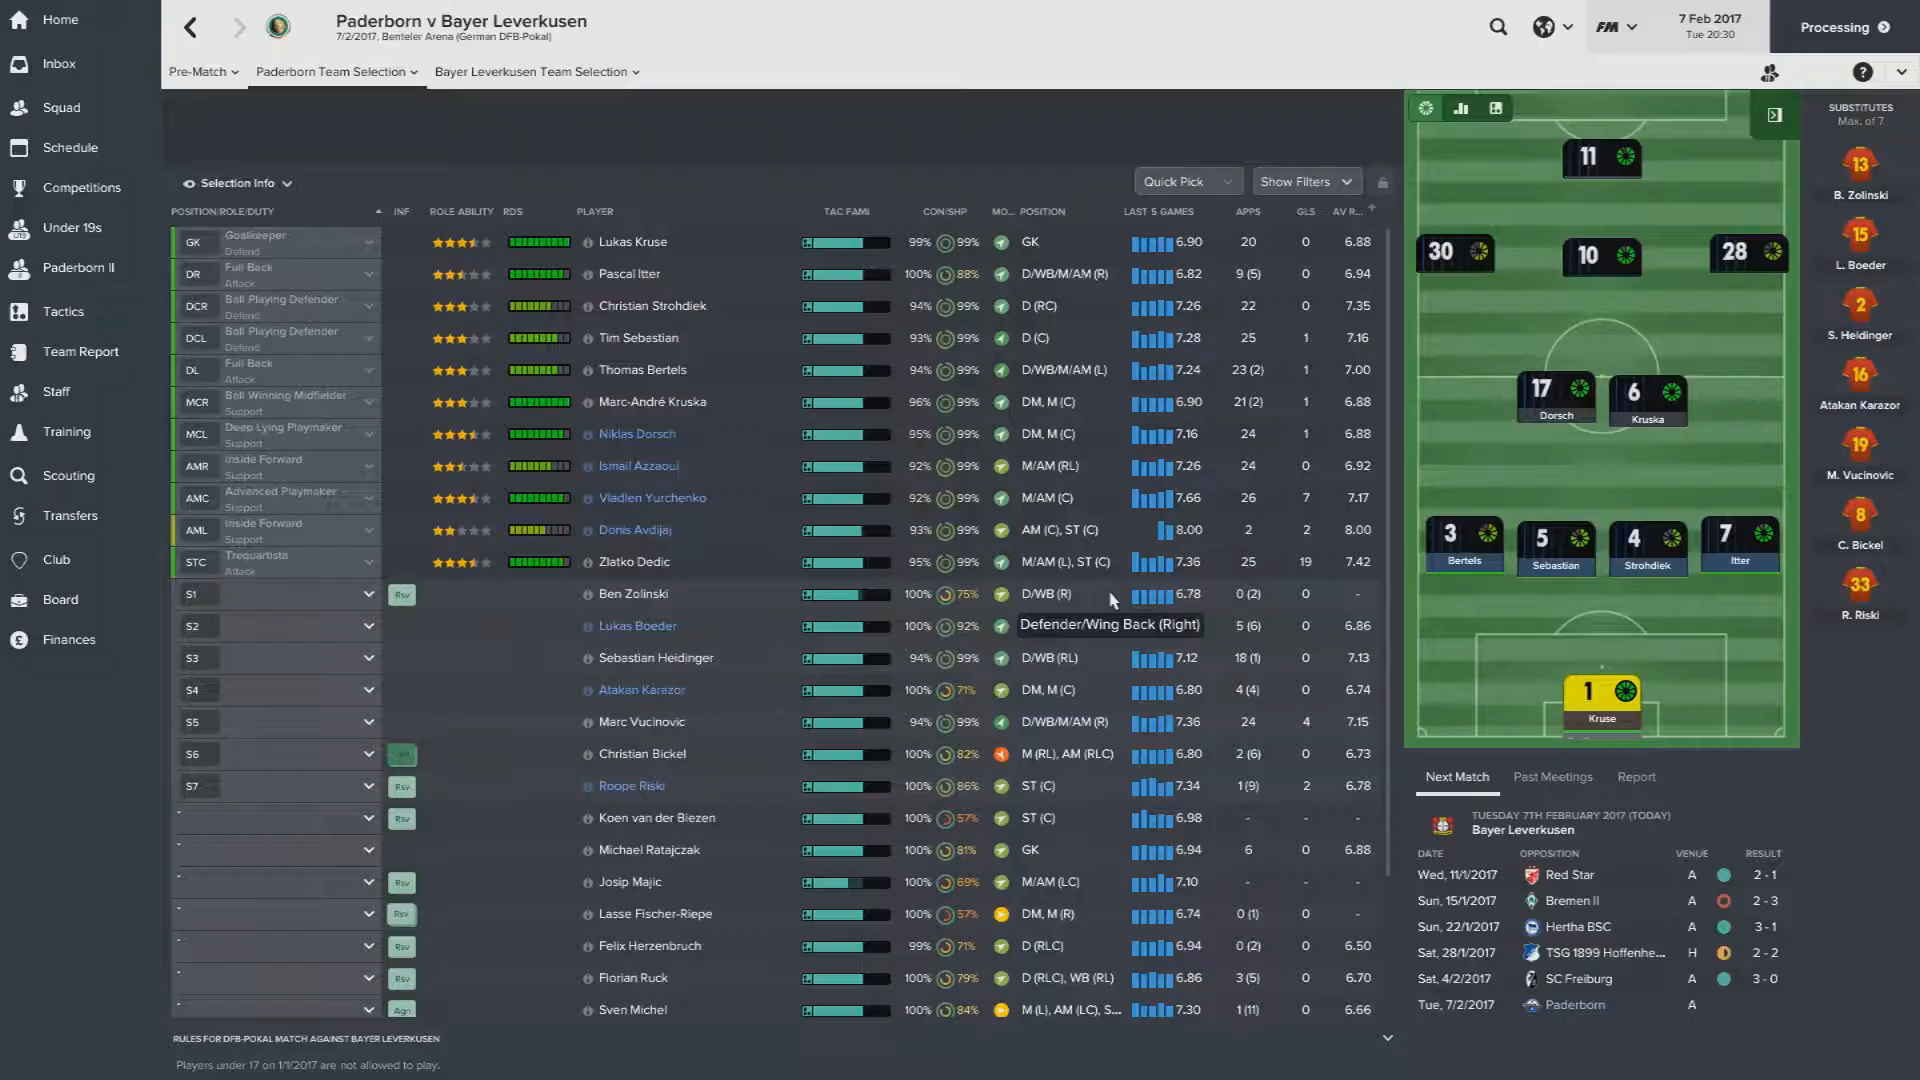 Home
Inbox
Squad
Schedule
Competitions
Under 19s
Paderborn II
Tactics
Team Report
Staff
Training
Scouting
Transfers
Club
Board
Finances
Paderborn v Bayer Leverkusen
7/2/2017, Benteler Arena (German DFB-Pokal)
FM
7 Feb 2017
Tue 20:30
Processing
Pre-Match Paderborn Team Selection Bayer Leverkusen Team Selection
Selection Info Quick Pick Show Filters
POSITION/ROLE/DUTY INF ROLE ABILITY RDS PLAYER TAC FAMI CON/SHP MO... POSITION LAST 5 GAMES APPS GLS AV R...
GK Goalkeeper Defend Lukas Kruse 99% 99% GK 6.90 20 0 6.88
DR Full Back Attack Pascal Itter 100% 88% D/WB/M/AM (R) 6.82 9 (5) 0 6.94
DCR Ball Playing Defender Defend Christian Strohdiek 94% 99% D (RC) 7.26 22 0 7.35
DCL Ball Playing Defender Defend Tim Sebastian 93% 99% D (C) 7.28 25 1 7.16
DL Full Back Attack Thomas Bertels 94% 99% D/WB/M/AM (L) 7.24 23 (2) 1 7.00
MCR Ball Winning Midfielder Support Marc-André Kruska 96% 99% DM, M (C) 6.90 21 (2) 1 6.88
MCL Deep Lying Playmaker Support Niklas Dorsch 95% 99% DM, M (C) 7.16 24 1 6.88
AMR Inside Forward Support Ismail Azzaoui 92% 99% M/AM (RL) 7.26 24 0 6.92
AMC Advanced Playmaker Support Vladlen Yurchenko 92% 99% M/AM (C) 7.66 26 7 7.17
AML Inside Forward Support Donis Avdijaj 93% 99% AM (C), ST (C) 8.00 2 2 8.00
STC Trequartista Attack Zlatko Dedic 95% 99% M/AM (L), ST (C) 7.36 25 19 7.42
S1 Rsv Ben Zolinski 100% 75% D/WB (R) 6.78 0 (2) 0 -
S2 Lukas Boeder 100% 92% 5 (6) 0 6.86
Defender/Wing Back (Right)
S3 Sebastian Heidinger 94% 99% D/WB (RL) 7.12 18 (1) 0 7.13
S4 Atakan Karazor 100% 71% DM, M (C) 6.80 4 (4) 0 6.74
S5 Marc Vucinovic 94% 99% D/WB/M/AM (R) 7.36 24 4 7.15
S6 Christian Bickel 100% 82% M (RL), AM (RLC) 6.80 2 (6) 0 6.73
S7 Rsv Roope Riski 100% 86% ST (C) 7.34 1 (9) 2 6.78
- Rsv Koen van der Biezen 100% 57% ST (C) 6.98 - - -
- Michael Ratajczak 100% 81% GK 6.94 6 0 6.88
- Rsv Josip Majic 100% 69% M/AM (LC) 7.10 - - -
- Rsv Lasse Fischer-Riepe 100% 57% DM, M (R) 6.74 0 (1) 0 -
- Rsv Felix Herzenbruch 99% 71% D (RLC) 6.94 0 (2) 0 6.50
- Rsv Florian Ruck 100% 79% D (RLC), WB (RL) 6.86 3 (5) 0 6.70
- Agn Sven Michel 100% 84% M (L), AM (LC), S... 7.30 1 (11) 0 6.66
RULES FOR DFB-POKAL MATCH AGAINST BAYER LEVERKUSEN
Players under 17 on 1/1/2017 are not allowed to play.
11
30 10 28
17 6
Dorsch Kruska
3 5 4 7
Bertels Sebastian Strohdiek Itter
1
Kruse
SUBSTITUTES
Max. of 7
13
B. Zolinski
15
L. Boeder
2
S. Heidinger
16
Atakan Karazor
19
M. Vucinovic
8
C. Bickel
33
R. Riski
Next Match Past Meetings Report
TUESDAY 7TH FEBRUARY 2017 (TODAY)
Bayer Leverkusen
DATE OPPOSITION VENUE RESULT
Wed, 11/1/2017 Red Star A 2 - 1
Sun, 15/1/2017 Bremen II A 2 - 3
Sun, 22/1/2017 Hertha BSC A 3 - 1
Sat, 28/1/2017 TSG 1899 Hoffenhe... H 2 - 2
Sat, 4/2/2017 SC Freiburg A 3 - 0
Tue, 7/2/2017 Paderborn A